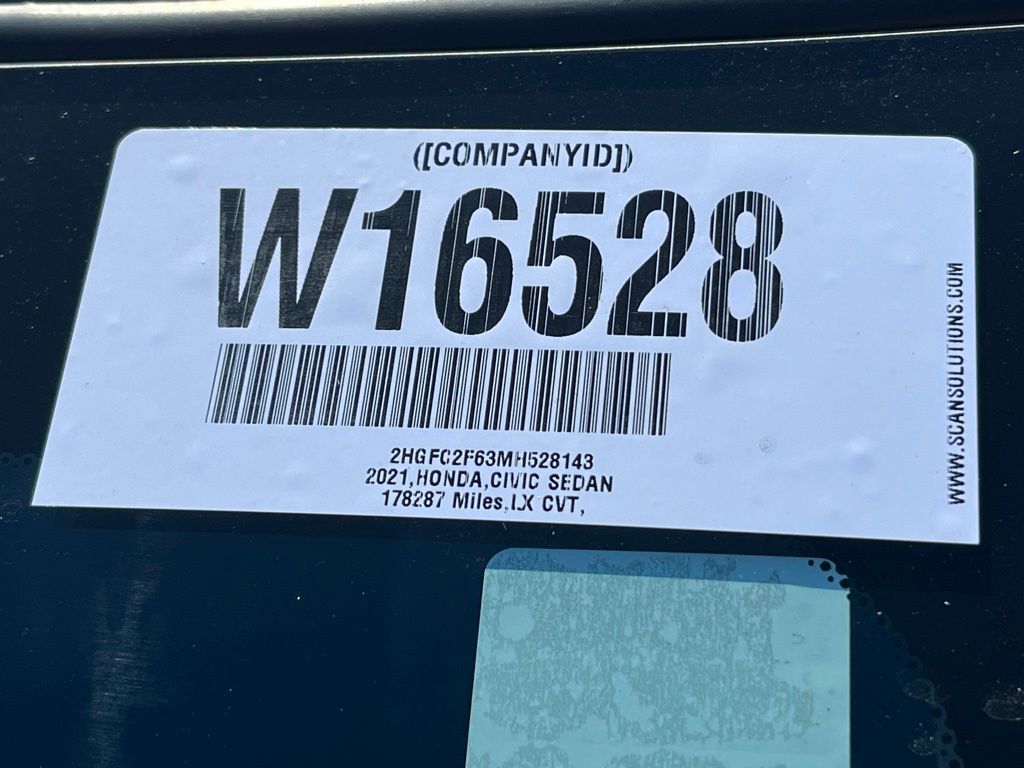 ([COMPANYID])
W16528
2HGFC2F63MH528143
2021,HONDA,CIVIC SEDAN
178287 Miles,LX CVT,
WWW.SCANSOLUTIONS.COM